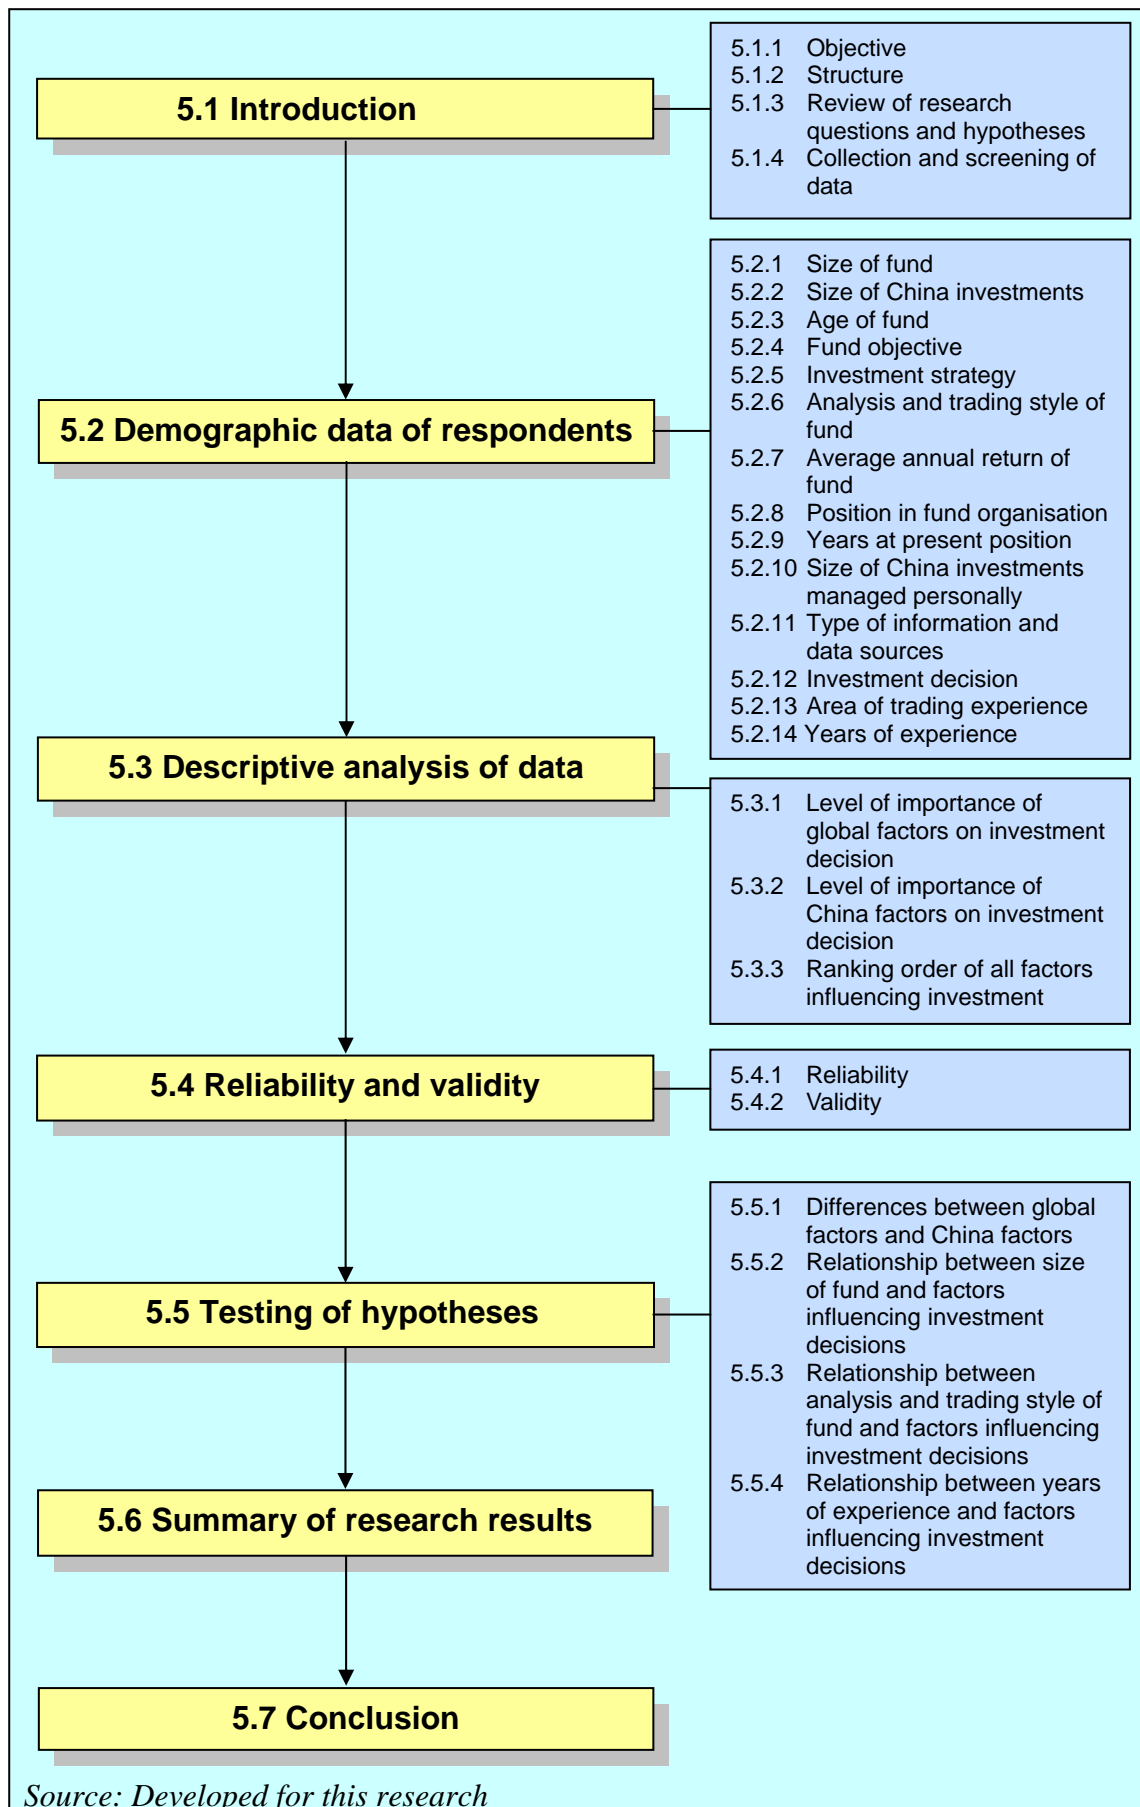 5.1 Introduction
5.1.1 Objective
5.1.2 Structure
5.1.3 Review of research
questions and hypotheses
5.1.4 Collection and screening of
data
5.2 Demographic data of respondents
5.2.1 Size of fund
5.2.2 Size of China investments
5.2.3 Age of fund
5.2.4 Fund objective
5.2.5 Investment strategy
5.2.6 Analysis and trading style of
fund
5.2.7 Average annual return of
fund
5.2.8 Position in fund organisation
5.2.9 Years at present position
5.2.10 Size of China investments
managed personally
5.2.11 Type of information and
data sources
5.2.12 Investment decision
5.2.13 Area of trading experience
5.2.14 Years of experience
5.3 Descriptive analysis of data
5.3.1 Level of importance of
global factors on investment
decision
5.3.2 Level of importance of
China factors on investment
decision
5.3.3 Ranking order of all factors
influencing investment
5.4 Reliability and validity
5.4.1 Reliability
5.4.2 Validity
5.5 Testing of hypotheses
5.5.1 Differences between global
factors and China factors
5.5.2 Relationship between size
of fund and factors
influencing investment
decisions
5.5.3 Relationship between
analysis and trading style of
fund and factors influencing
investment decisions
5.5.4 Relationship between years
of experience and factors
influencing investment
decisions
5.6 Summary of research results
5.7 Conclusion
Source: Developed for this research